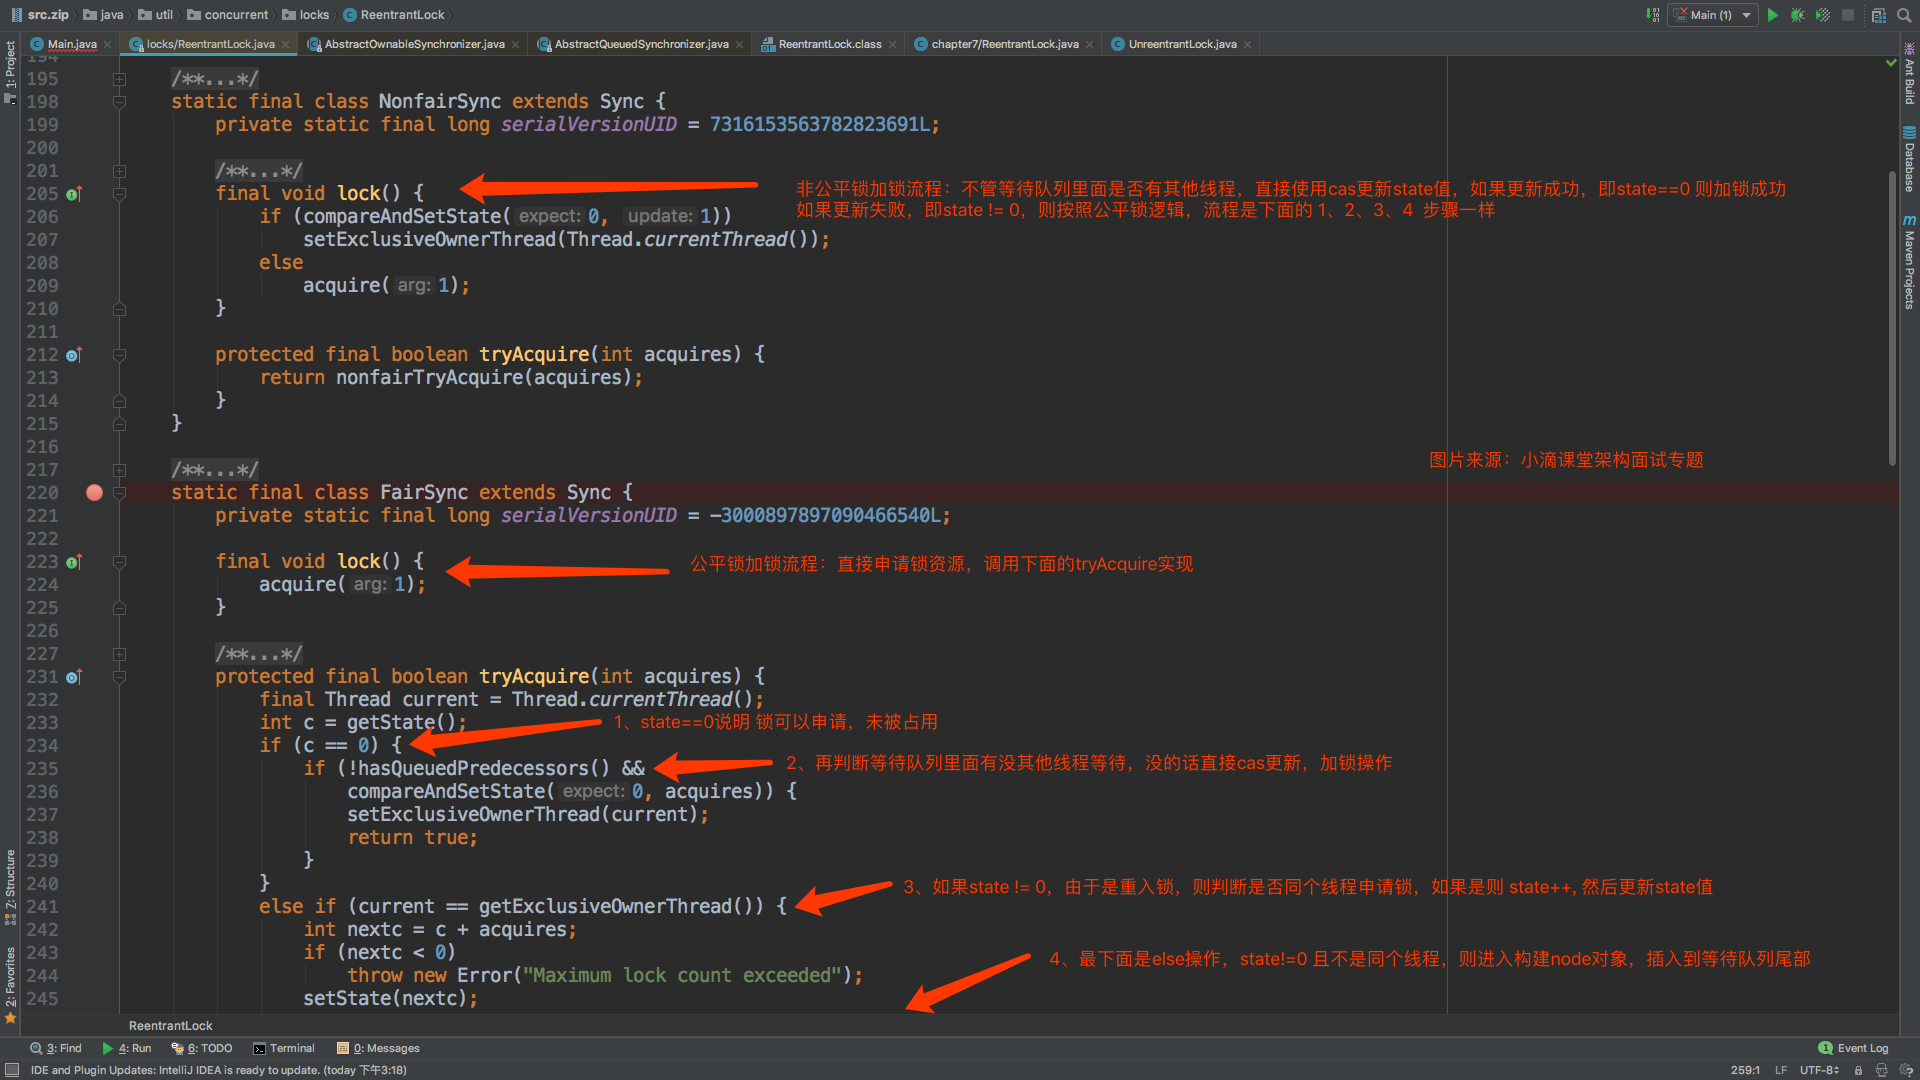 src.zip java util concurrent locks ReentrantLock Main (1)
Main.java locks/ReentrantLock.java AbstractOwnableSynchronizer.java AbstractQueuedSynchronizer.java ReentrantLock.class chapter7/ReentrantLock.java UnreentrantLock.java
1: Project
Ant Build
Database
Maven Projects
Z: Structure
2: Favorites
194
195 /**...*/
198 static final class NonfairSync extends Sync {
199 private static final long serialVersionUID = 7316153563782823691L;
200
201 /**...*/
205 final void lock() {
非公平锁加锁流程：不管等待队列里面是否有其他线程，直接使用cas更新state值，如果更新成功，即state==0 则加锁成功
如果更新失败，即state != 0，则按照公平锁逻辑，流程是下面的 1、2、3、4 步骤一样
206 if (compareAndSetState( expect: 0, update: 1))
207 setExclusiveOwnerThread(Thread.currentThread());
208 else
209 acquire( arg: 1);
210 }
211
212 protected final boolean tryAcquire(int acquires) {
213 return nonfairTryAcquire(acquires);
214 }
215 }
216
图片来源：小滴课堂架构面试专题
217 /**...*/
220 static final class FairSync extends Sync {
221 private static final long serialVersionUID = -3000897897090466540L;
222
223 final void lock() {
公平锁加锁流程：直接申请锁资源，调用下面的tryAcquire实现
224 acquire( arg: 1);
225 }
226
227 /**...*/
231 protected final boolean tryAcquire(int acquires) {
232 final Thread current = Thread.currentThread();
233 int c = getState();
1、state==0说明 锁可以申请，未被占用
234 if (c == 0) {
235 if (!hasQueuedPredecessors() &&
2、再判断等待队列里面有没其他线程等待，没的话直接cas更新，加锁操作
236 compareAndSetState( expect: 0, acquires)) {
237 setExclusiveOwnerThread(current);
238 return true;
239 }
240 }
3、如果state != 0，由于是重入锁，则判断是否同个线程申请锁，如果是则 state++, 然后更新state值
241 else if (current == getExclusiveOwnerThread()) {
242 int nextc = c + acquires;
243 if (nextc < 0)
4、最下面是else操作，state!=0 且不是同个线程，则进入构建node对象，插入到等待队列尾部
244 throw new Error("Maximum lock count exceeded");
245 setState(nextc);
ReentrantLock
3: Find 4: Run 6: TODO Terminal 0: Messages 1 Event Log
IDE and Plugin Updates: IntelliJ IDEA is ready to update. (today 下午3:18) 259:1 LF UTF-8